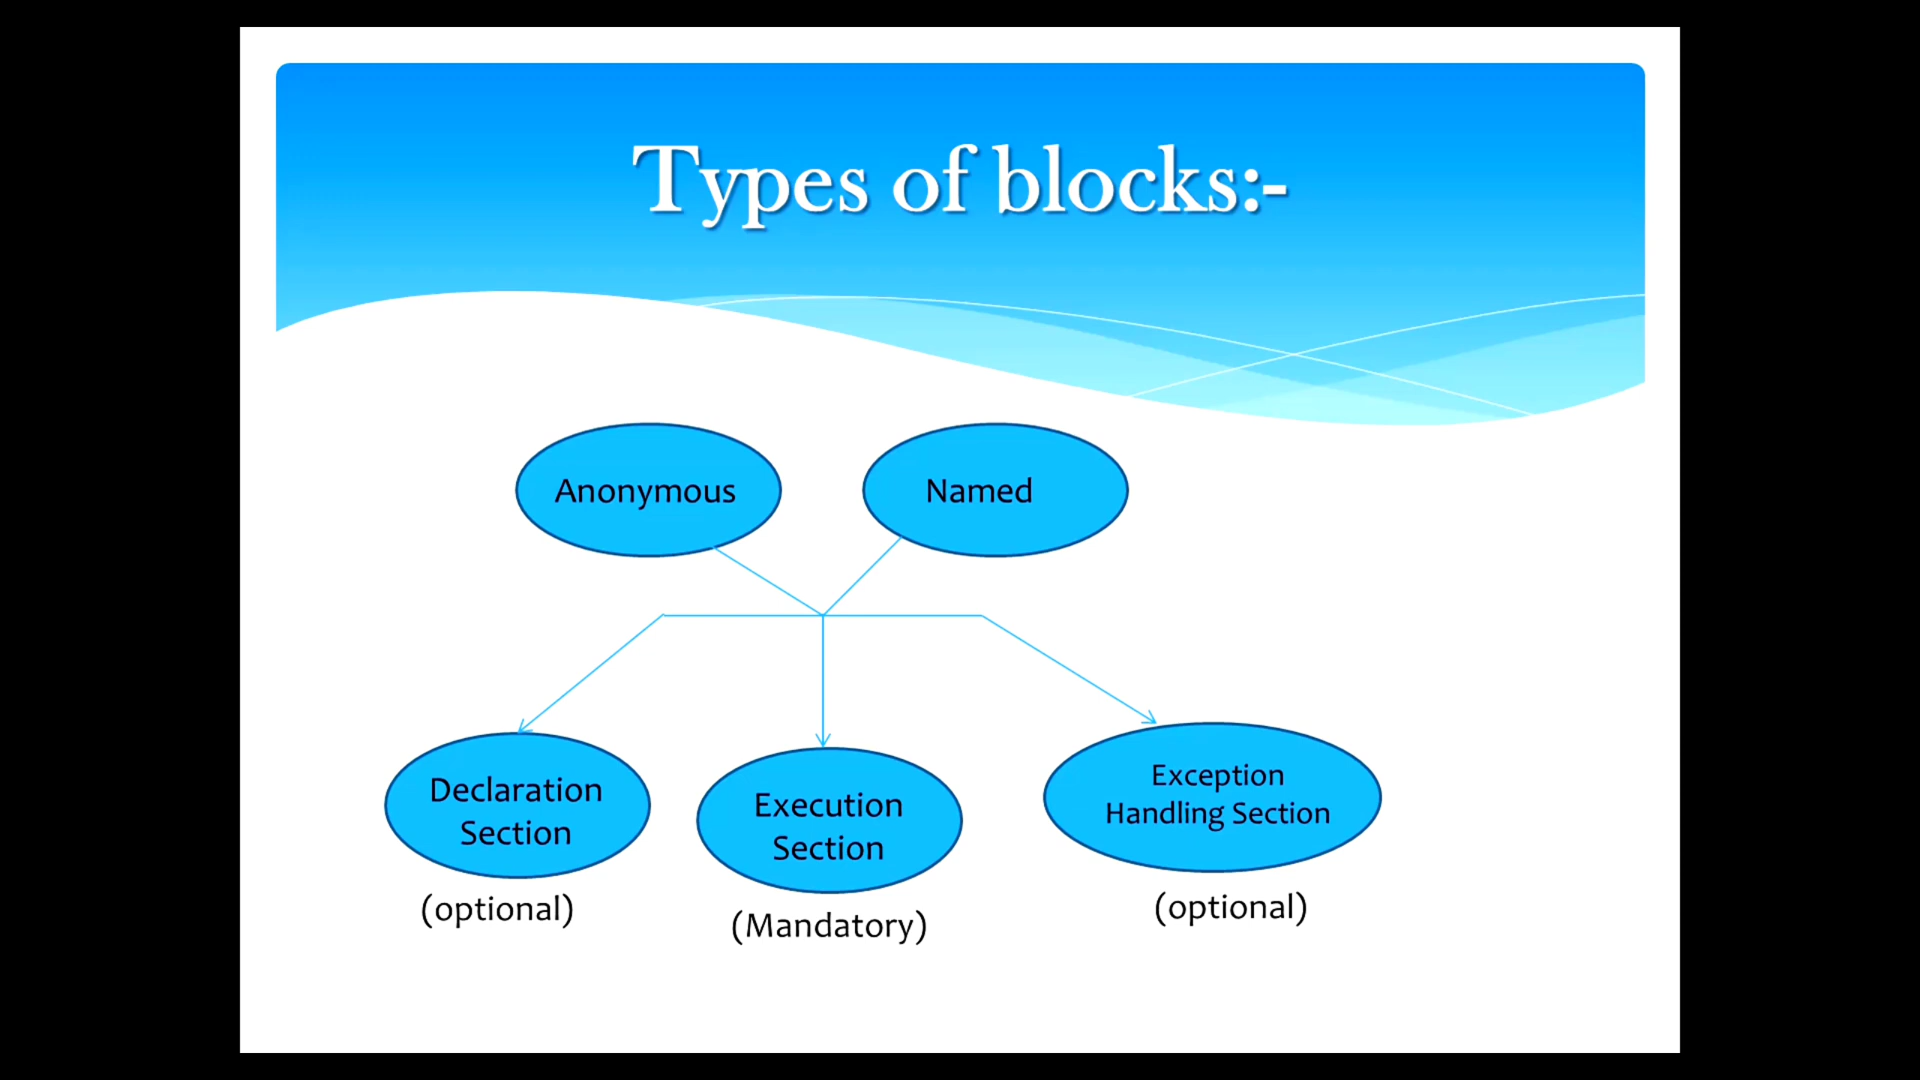 Types of blocks:-
Anonymous
Named
Declaration
Section
Execution
Section
Exception
Handling Section
(optional)
(Mandatory)
(optional)